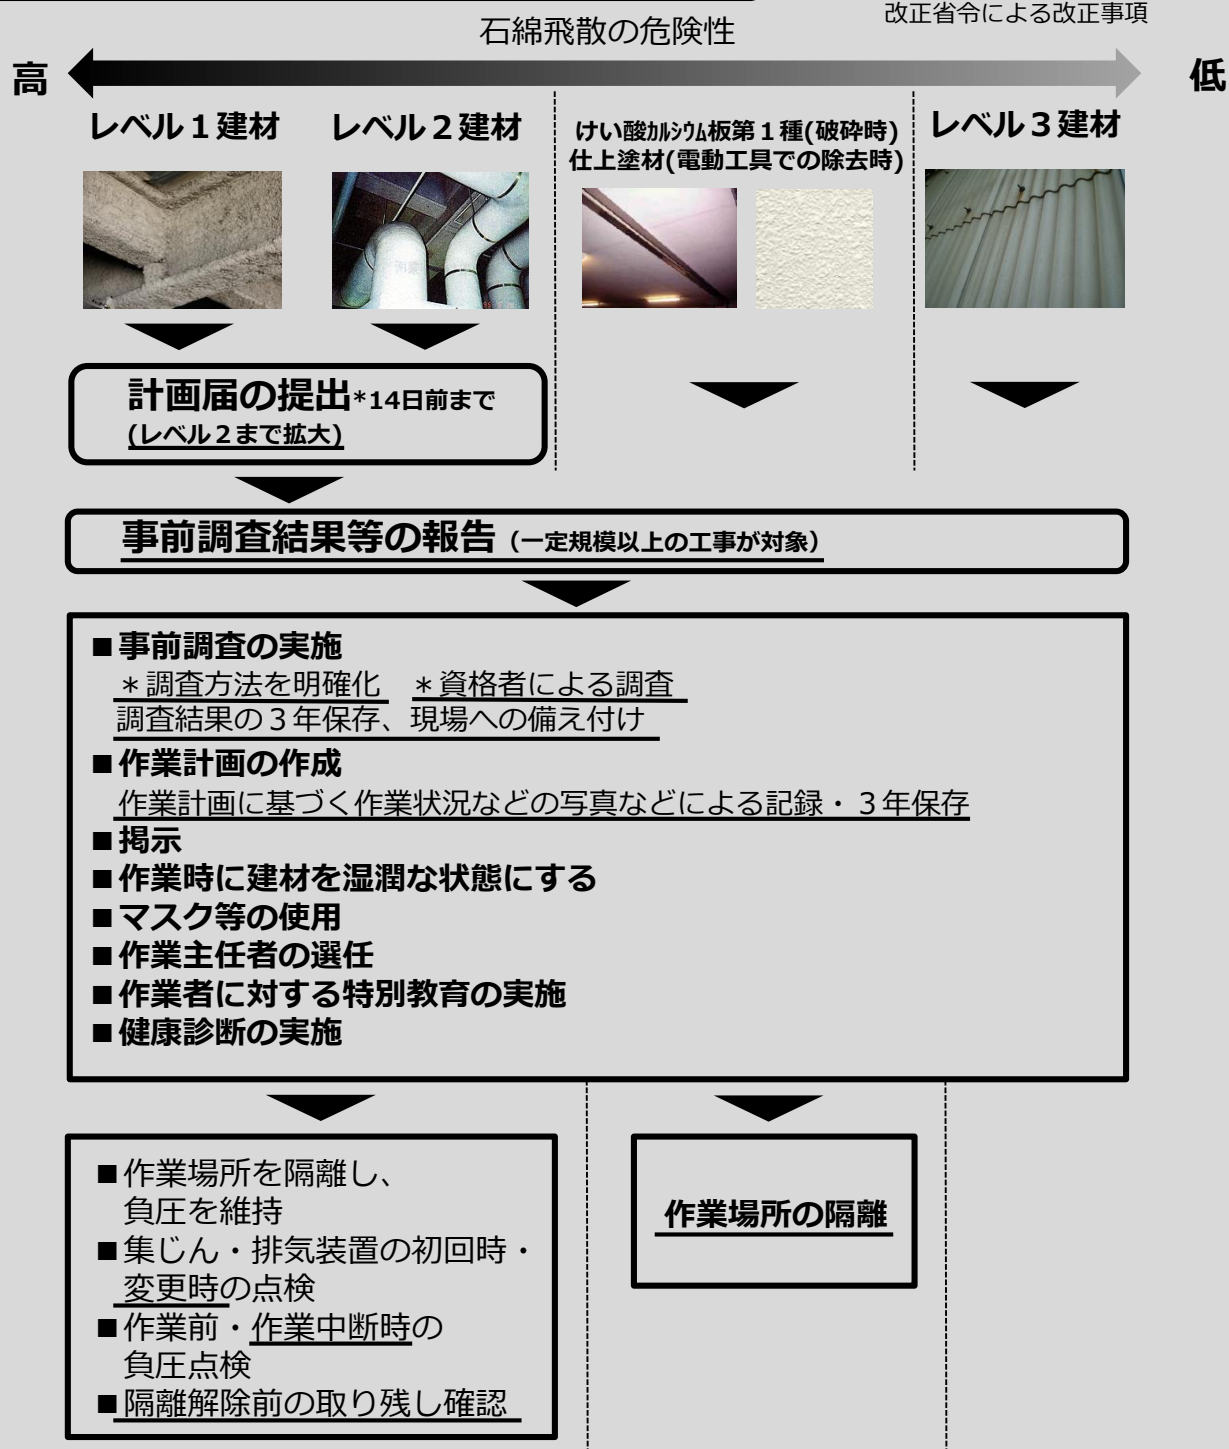 改正省令による改正事項
石綿飛散の危険性
高
低
レベル１建材
レベル２建材
けい酸ｶﾙｼｳﾑ板第１種(破砕時)
仕上塗材(電動工具での除去時)
レベル３建材
計画届の提出*14日前まで
(レベル２まで拡大)
事前調査結果等の報告（一定規模以上の工事が対象）
■事前調査の実施
＊調査方法を明確化　＊資格者による調査
調査結果の３年保存、現場への備え付け
■作業計画の作成
作業計画に基づく作業状況などの写真などによる記録・３年保存
■掲示
■作業時に建材を湿潤な状態にする
■マスク等の使用
■作業主任者の選任
■作業者に対する特別教育の実施
■健康診断の実施
■作業場所を隔離し、
負圧を維持
■集じん・排気装置の初回時・
変更時の点検
■作業前・作業中断時の
負圧点検
■隔離解除前の取り残し確認
作業場所の隔離